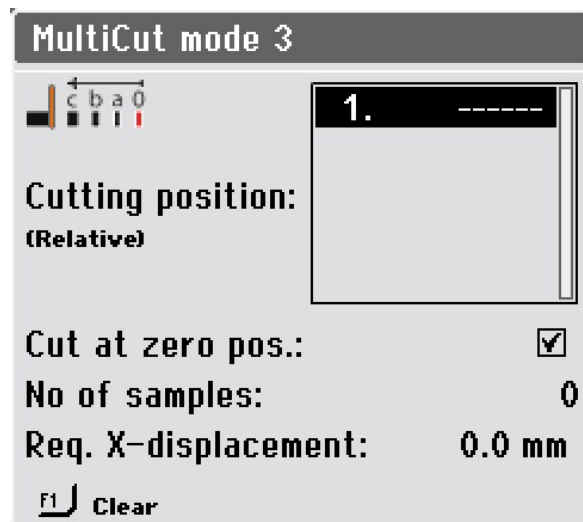 MultiCut mode 3
c b a 0
1. ------
Cutting position:
(Relative)
Cut at zero pos.:
No of samples: 0
Req. X-displacement: 0.0 mm
F1 Clear